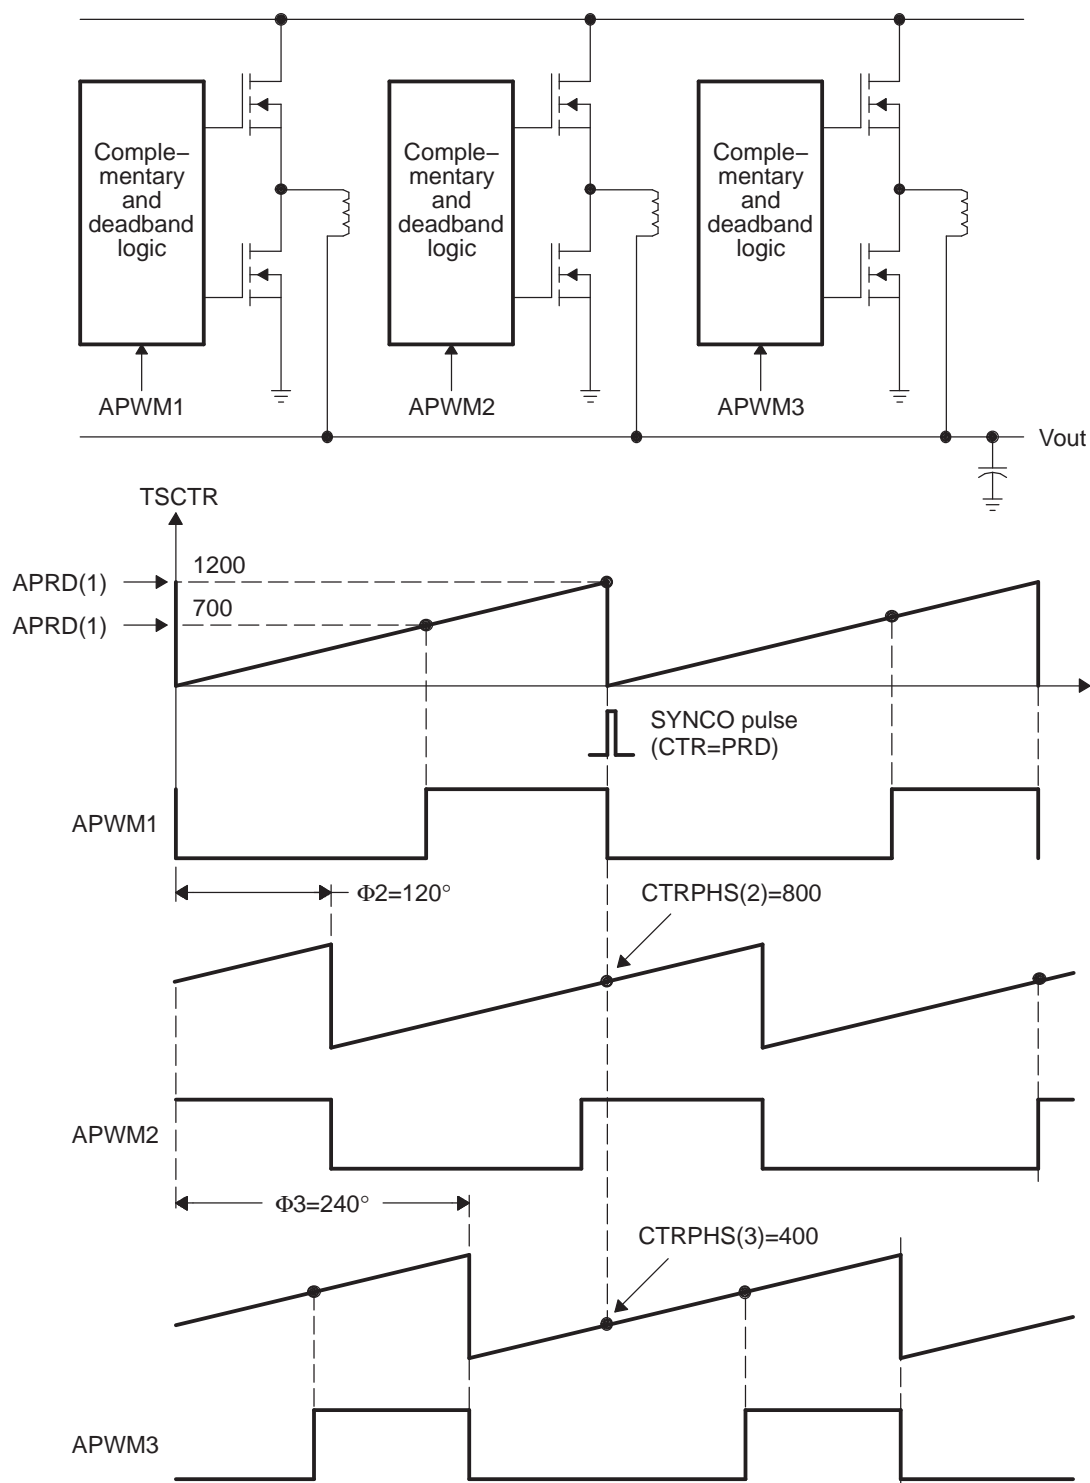 Comple–
mentary
and
deadband
logic
Comple–
mentary
and
deadband
logic
Comple–
mentary
and
deadband
logic
APWM1
APWM2
APWM3
Vout
TSCTR
APRD(1)
1200
APRD(1)
700
SYNCO pulse
(CTR=PRD)
APWM1
Φ2=120°
CTRPHS(2)=800
APWM2
Φ3=240°
CTRPHS(3)=400
APWM3